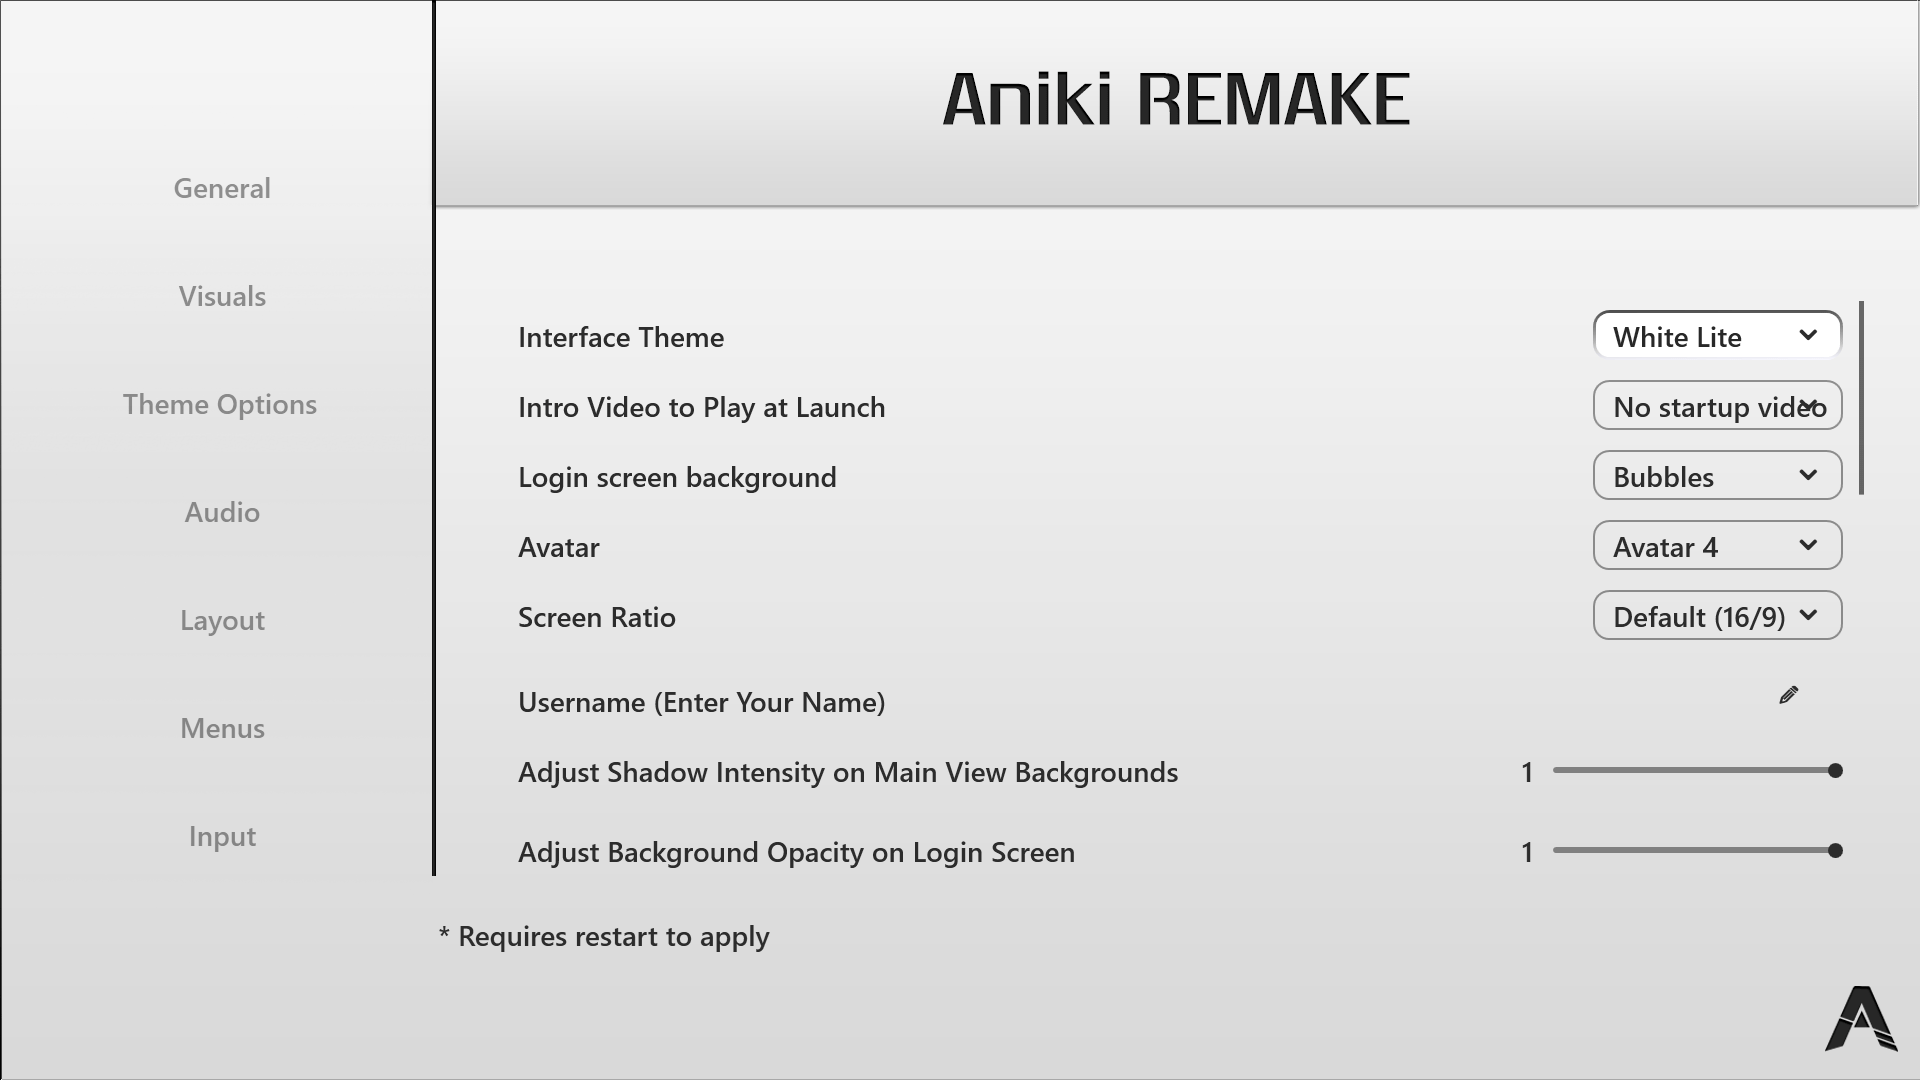 Aniki REMAKE
General
Visuals
Theme Options
Audio
Layout
Menus
Input
Interface Theme
White Lite
Intro Video to Play at Launch
No startup video
Login screen background
Bubbles
Avatar
Avatar 4
Screen Ratio
Default (16/9)
Username (Enter Your Name)
Adjust Shadow Intensity on Main View Backgrounds
1
Adjust Background Opacity on Login Screen
1
* Requires restart to apply